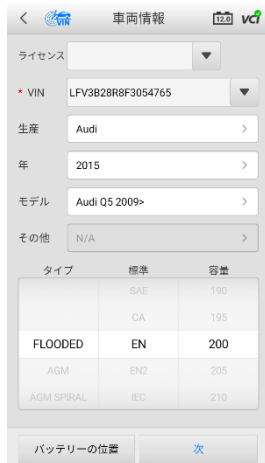 VIN 車両情報 12.0 VCI
ライセンス
* VIN LFV3B28R8F3054765
生産 Audi
年 2015
モデル Audi Q5 2009>
その他 N/A
タイプ 標準 容量
SAE 190
CA 195
FLOODED EN 200
AGM EN2 205
AGM SPIRAL IEC 210
バッテリーの位置 次